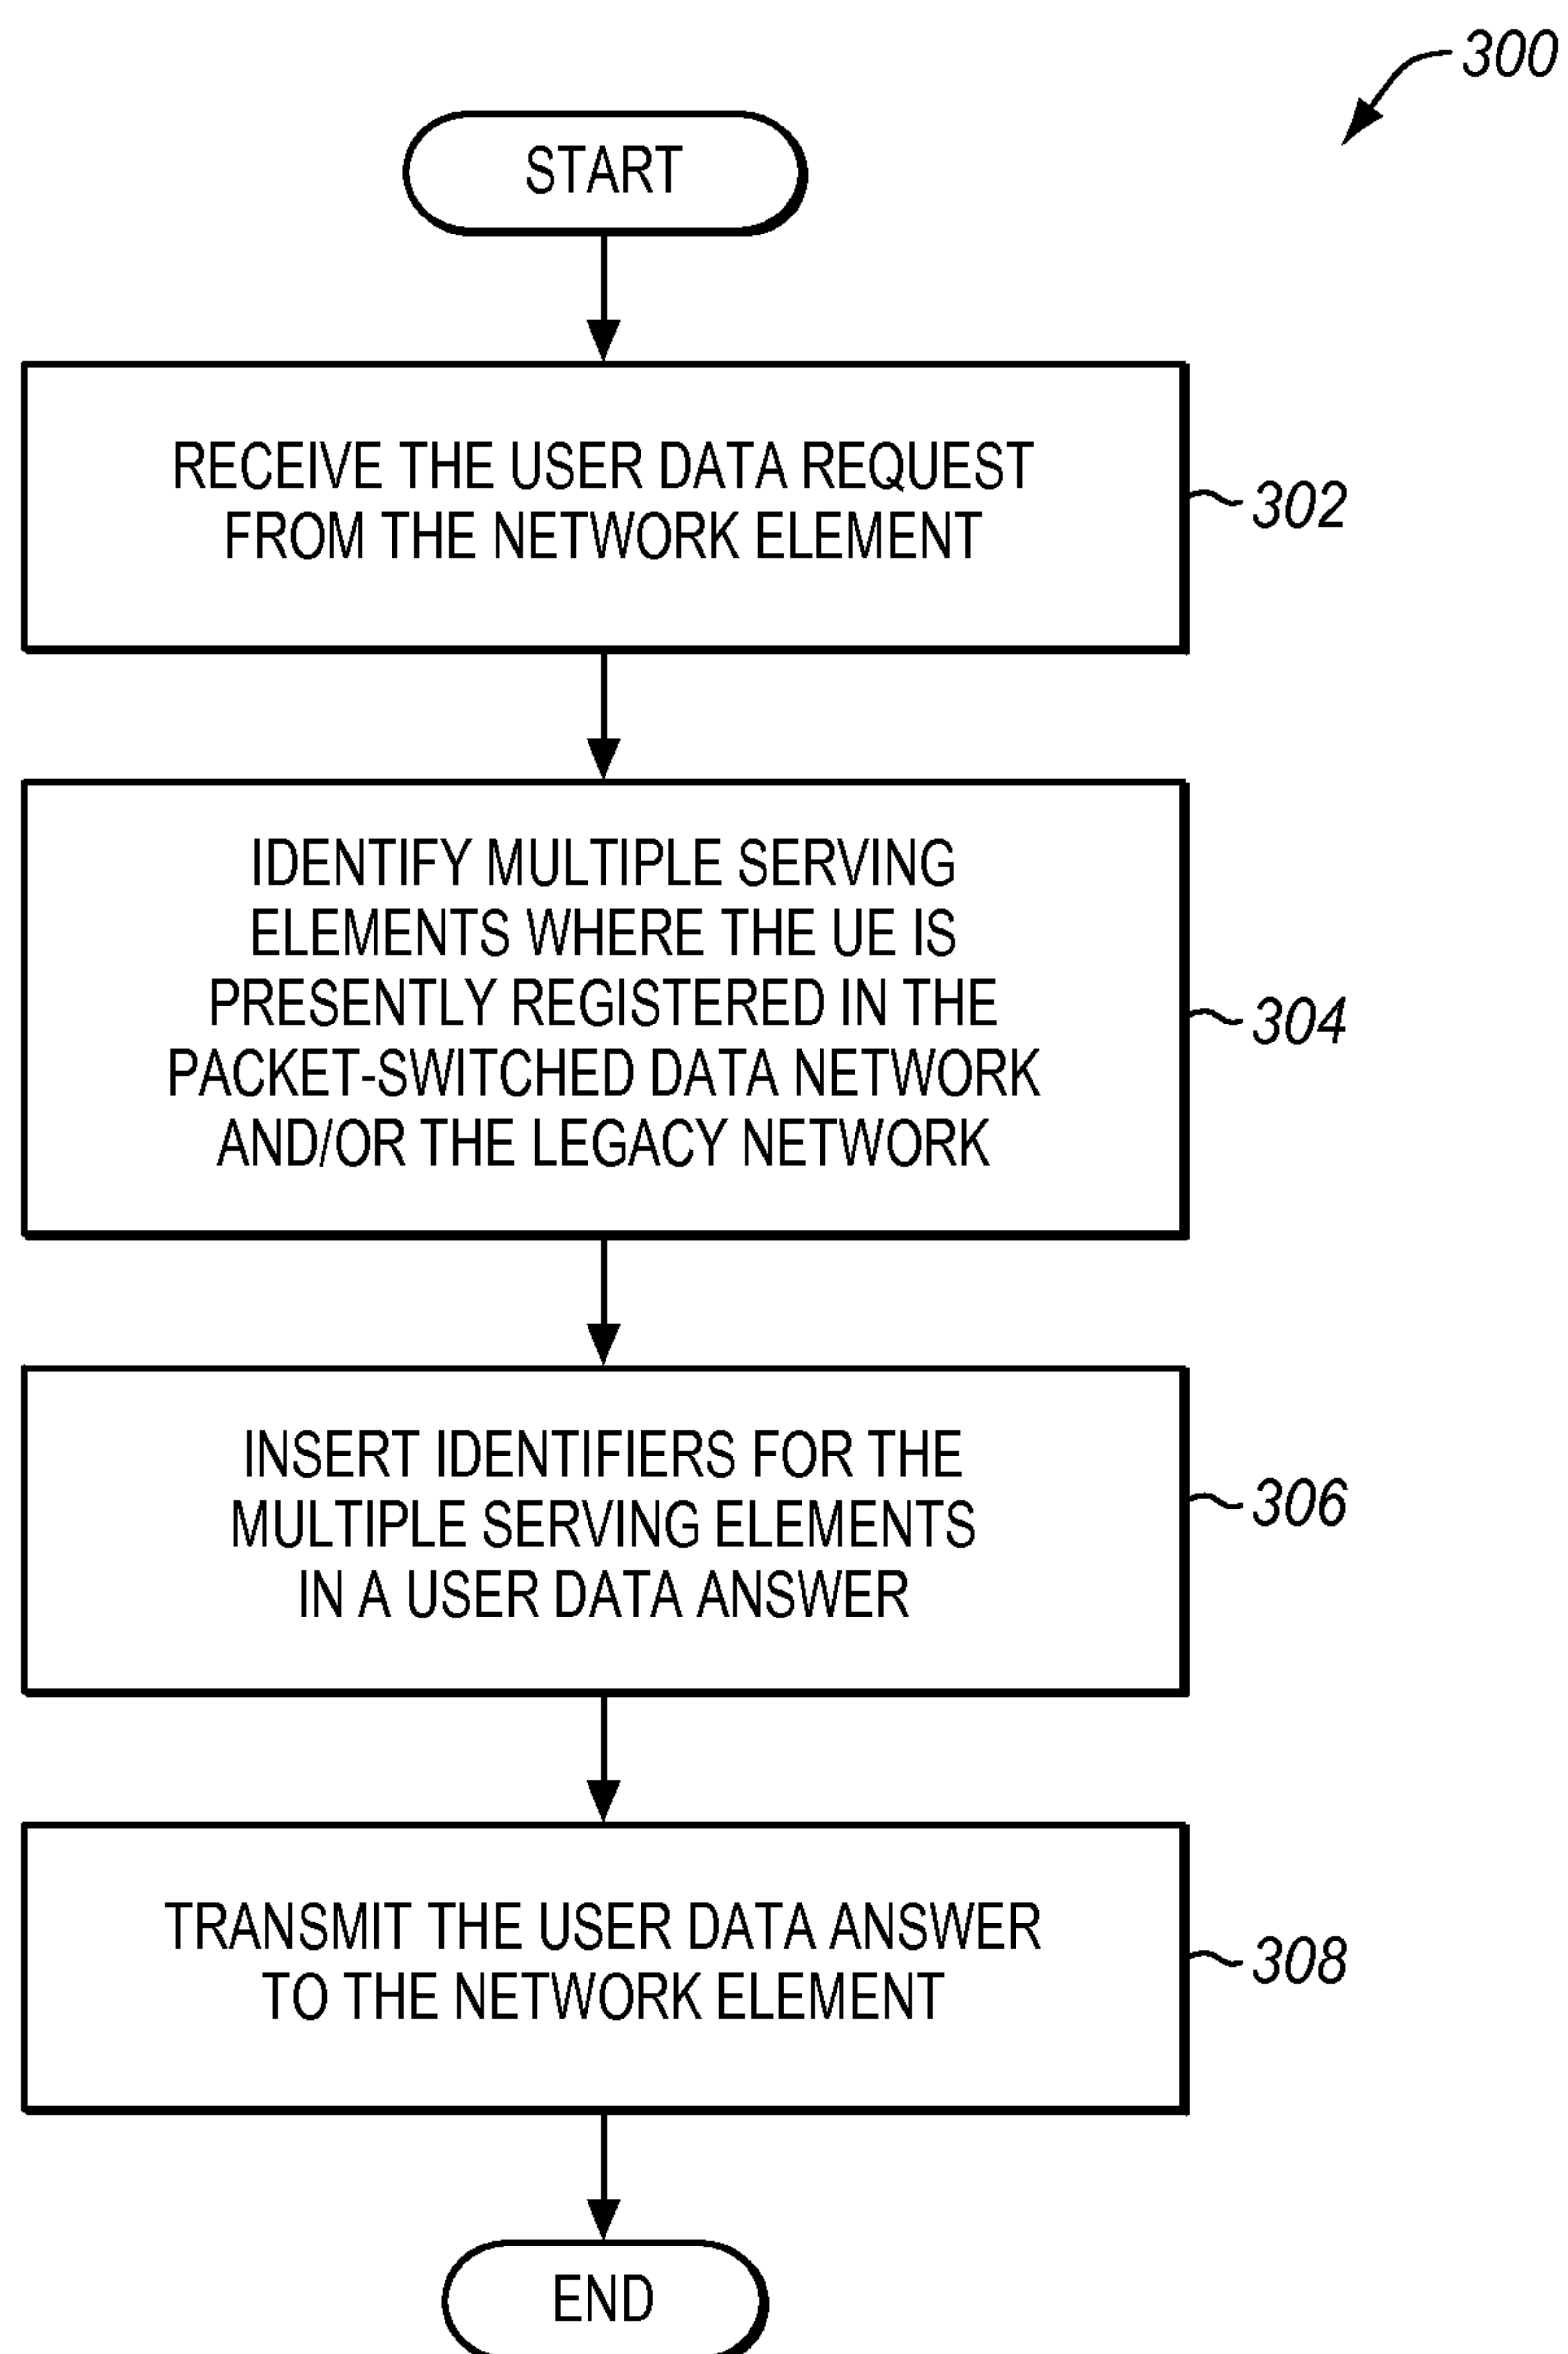 300
START
RECEIVE THE USER DATA REQUEST
FROM THE NETWORK ELEMENT
302
IDENTIFY MULTIPLE SERVING
ELEMENTS WHERE THE UE IS
PRESENTLY REGISTERED IN THE
PACKET-SWITCHED DATA NETWORK
AND/OR THE LEGACY NETWORK
304
INSERT IDENTIFIERS FOR THE
MULTIPLE SERVING ELEMENTS
IN A USER DATA ANSWER
306
TRANSMIT THE USER DATA ANSWER
TO THE NETWORK ELEMENT
308
END